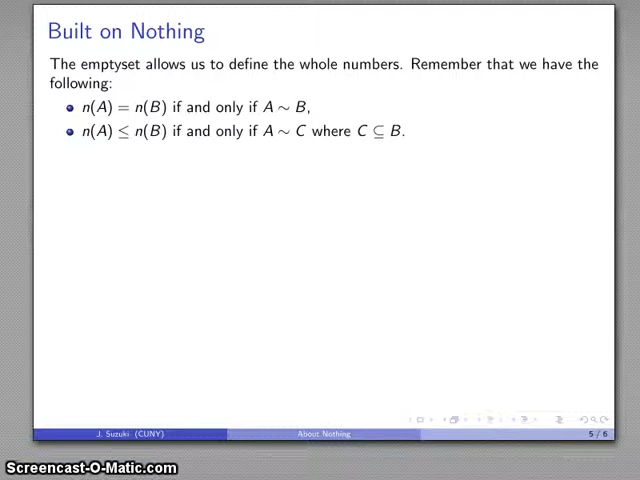 Built on Nothing
The emptyset allows us to define the whole numbers. Remember that we have the
following:
n(A) = n(B) if and only if A ∼ B,
n(A) ≤ n(B) if and only if A ∼ C where C ⊆ B.
J. Suzuki (CUNY) About Nothing 5 / 6
Screencast-O-Matic.com